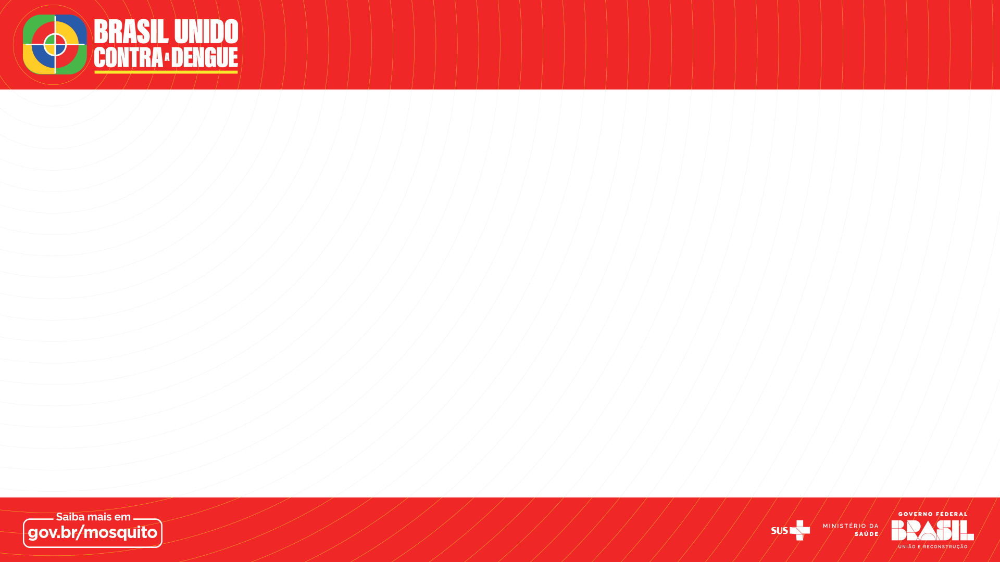 BRASIL UNIDO
CONTRA A DENGUE
Saiba mais em
gov.br/mosquito
SUS
MINISTÉRIO DA
SAÚDE
GOVERNO FEDERAL
BRASIL
UNIÃO E RECONSTRUÇÃO